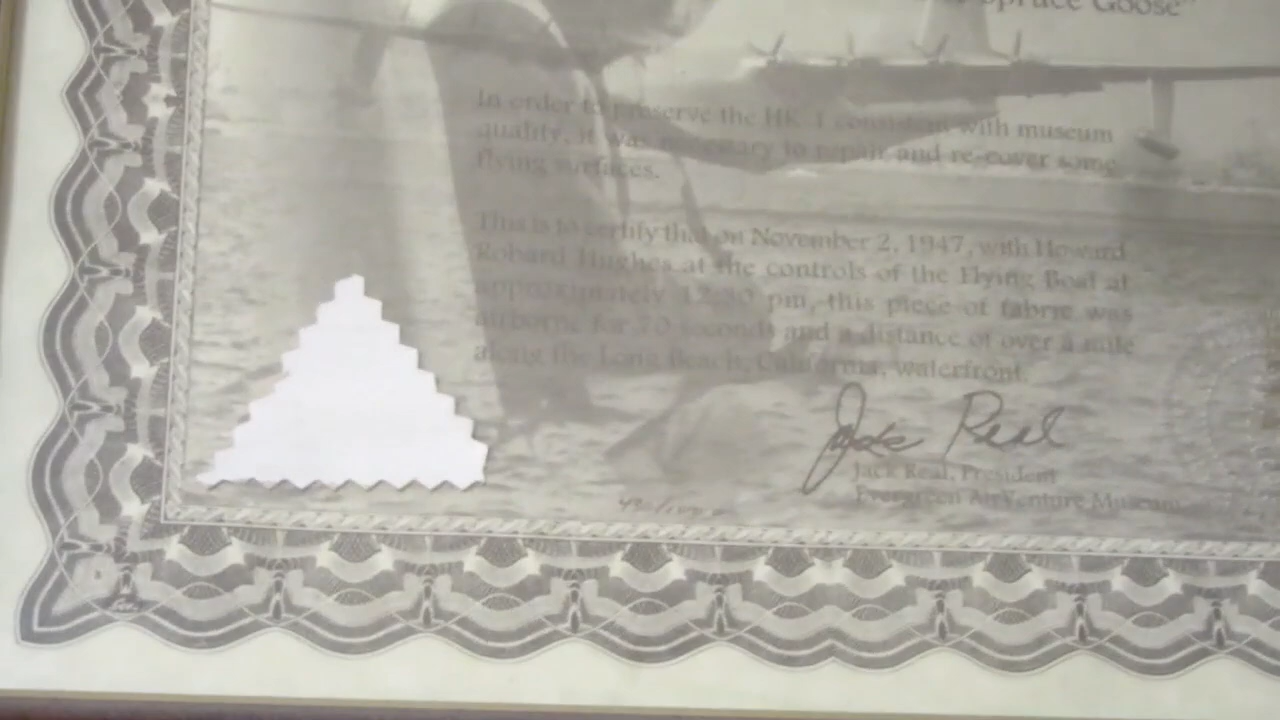 Spruce Goose"
In order to preserve the HK-1 consistent with museum
quality, it was necessary to repair and re-cover some
flying surfaces.
This is to certify that on November 2, 1947, with Howard
Robard Hughes at the controls of the Flying Boat at
approximately 12:30 pm, this piece of fabric was
airborne for 70 seconds and a distance of over a mile
along the Long Beach, California, waterfront.
Jack Real
Jack Real, President
Evergreen AirVenture Museum